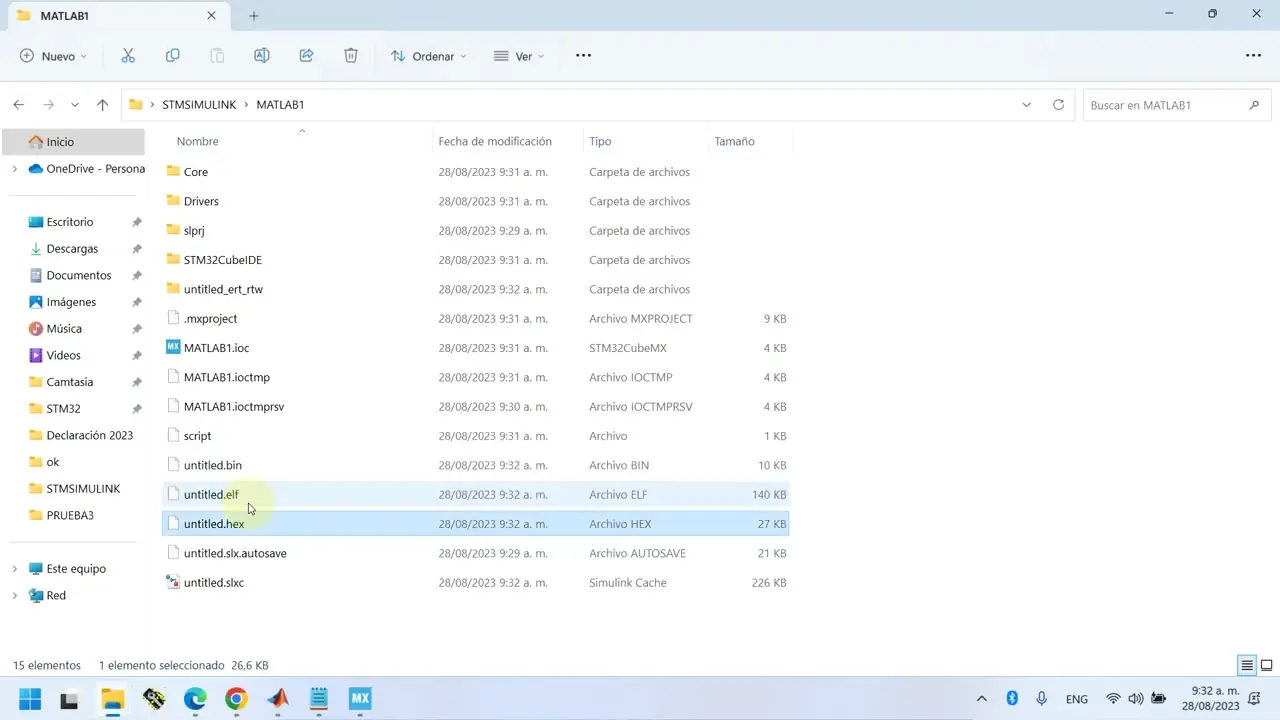 MATLAB1
Nuevo
Ordenar
Ver
STMSIMULINK > MATLAB1
Buscar en MATLAB1
Inicio
OneDrive - Persona
Escritorio
Descargas
Documentos
Imágenes
Música
Videos
Camtasia
STM32
Declaración 2023
ok
STMSIMULINK
PRUEBA3
Este equipo
Red
Nombre Fecha de modificación Tipo Tamaño
Core 28/08/2023 9:31 a. m. Carpeta de archivos
Drivers 28/08/2023 9:31 a. m. Carpeta de archivos
slprj 28/08/2023 9:29 a. m. Carpeta de archivos
STM32CubeIDE 28/08/2023 9:31 a. m. Carpeta de archivos
untitled_ert_rtw 28/08/2023 9:32 a. m. Carpeta de archivos
.mxproject 28/08/2023 9:31 a. m. Archivo MXPROJECT 9 KB
MX MATLAB1.ioc 28/08/2023 9:31 a. m. STM32CubeMX 4 KB
MATLAB1.ioctmp 28/08/2023 9:31 a. m. Archivo IOCTMP 4 KB
MATLAB1.ioctmprsv 28/08/2023 9:30 a. m. Archivo IOCTMPRSV 4 KB
script 28/08/2023 9:31 a. m. Archivo 1 KB
untitled.bin 28/08/2023 9:32 a. m. Archivo BIN 10 KB
untitled.elf 28/08/2023 9:32 a. m. Archivo ELF 140 KB
untitled.hex 28/08/2023 9:32 a. m. Archivo HEX 27 KB
untitled.slx.autosave 28/08/2023 9:29 a. m. Archivo AUTOSAVE 21 KB
untitled.slxc 28/08/2023 9:32 a. m. Simulink Cache 226 KB
15 elementos 1 elemento seleccionado 26,6 KB
MX
ENG
9:32 a. m.
28/08/2023